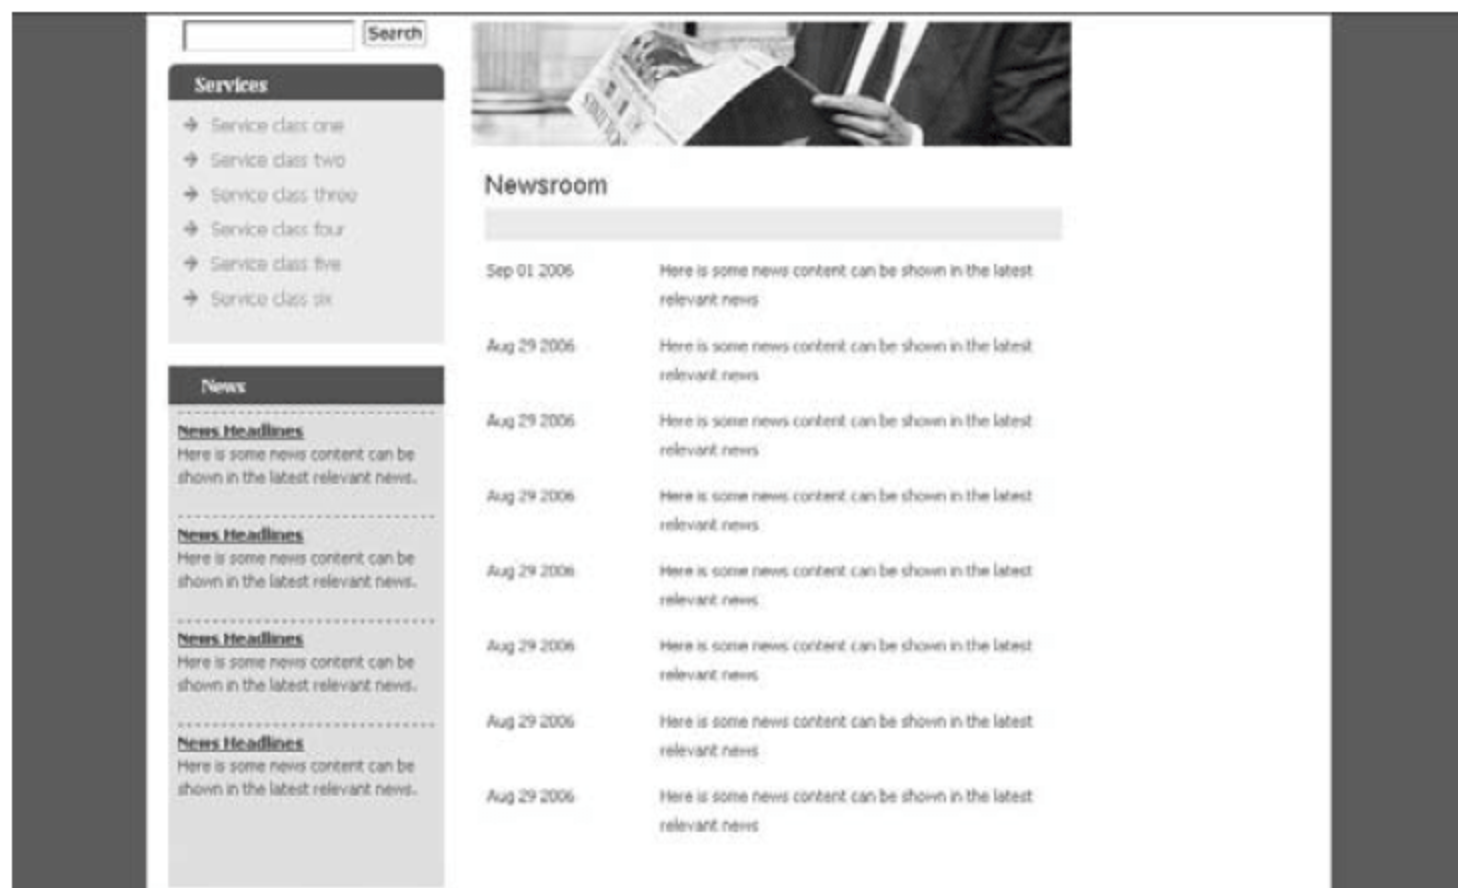 Search
Services
Service class one
Service class two
Service class three
Service class four
Service class five
Service class six
News
News Headlines
Here is some news content can be
shown in the latest relevant news.
News Headlines
Here is some news content can be
shown in the latest relevant news.
News Headlines
Here is some news content can be
shown in the latest relevant news.
News Headlines
Here is some news content can be
shown in the latest relevant news.
Newsroom
Sep 01 2006 Here is some news content can be shown in the latest
relevant news
Aug 29 2006 Here is some news content can be shown in the latest
relevant news
Aug 29 2006 Here is some news content can be shown in the latest
relevant news
Aug 29 2006 Here is some news content can be shown in the latest
relevant news
Aug 29 2006 Here is some news content can be shown in the latest
relevant news
Aug 29 2006 Here is some news content can be shown in the latest
relevant news
Aug 29 2006 Here is some news content can be shown in the latest
relevant news
Aug 29 2006 Here is some news content can be shown in the latest
relevant news